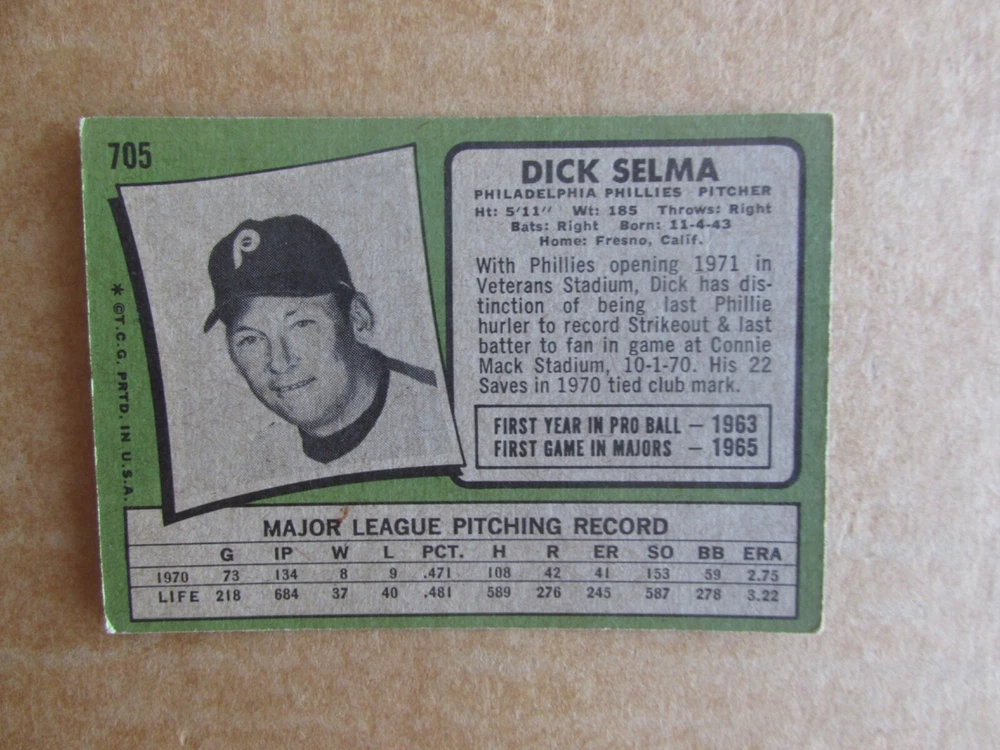 705
DICK SELMA
PHILADELPHIA PHILLIES PITCHER
Ht: 5'11" Wt: 185 Throws: Right
Bats: Right Born: 11-4-43
Home: Fresno, Calif.
With Phillies opening 1971 in
Veterans Stadium, Dick has dis-
tinction of being last Phillie
hurler to record Strikeout & last
batter to fan in game at Connie
Mack Stadium, 10-1-70. His 22
Saves in 1970 tied club mark.
FIRST YEAR IN PRO BALL — 1963
FIRST GAME IN MAJORS — 1965
P
* ©T.C.G. PRTD. IN U.S.A.
MAJOR LEAGUE PITCHING RECORD
G IP W L PCT. H R ER SO BB ERA
1970 73 134 8 9 .471 108 42 41 153 59 2.75
LIFE 218 684 37 40 .481 589 276 245 587 278 3.22